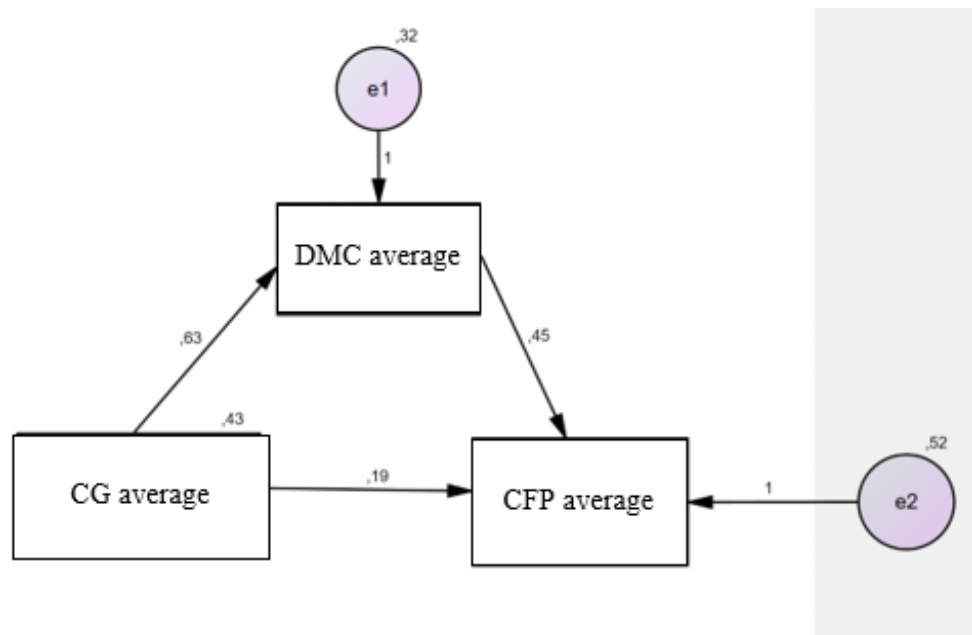 ,32
e1
1
DMC average
,63
,45
,43
CG average
,19
CFP average
1
,52
e2